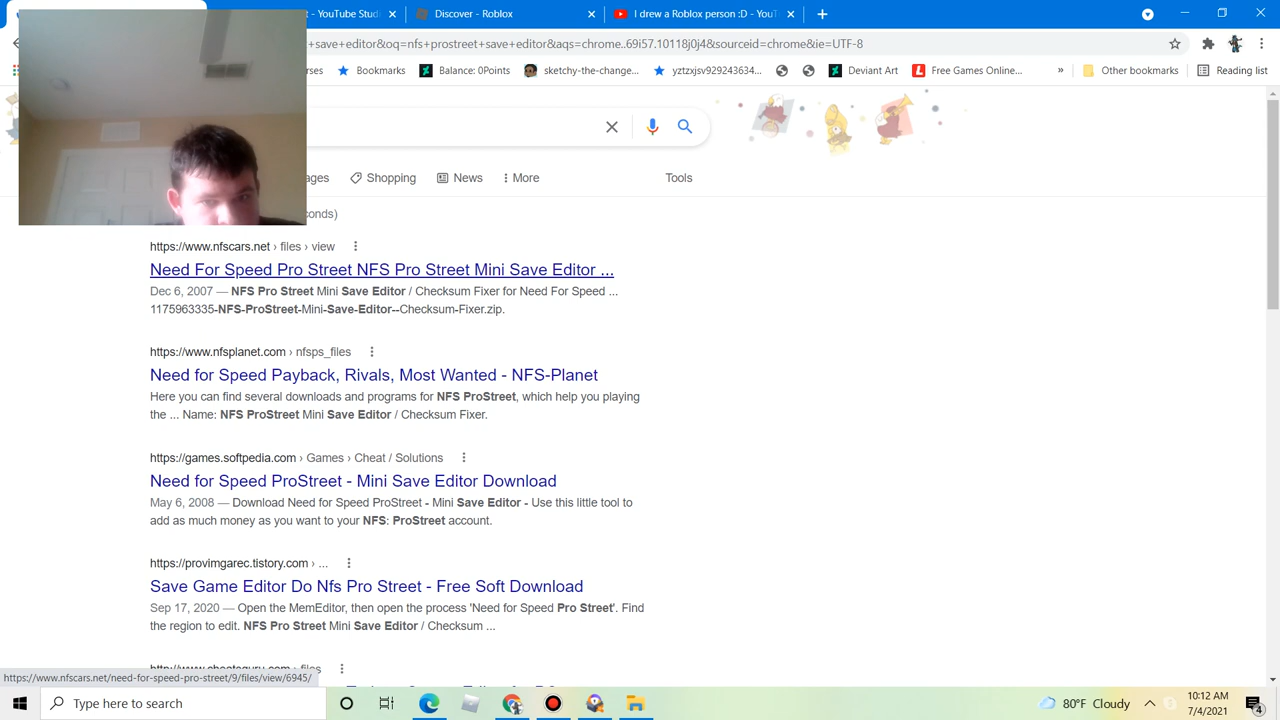 t - YouTube Studi
Discover - Roblox
I drew a Roblox person :D - YouT
+save+editor&oq=nfs+prostreet+save+editor&aqs=chrome..69i57.10118j0j4&sourceid=chrome&ie=UTF-8
rses
Bookmarks
Balance: 0Points
sketchy-the-change...
yztzxjsv929243634...
Deviant Art
Free Games Online...
»
Other bookmarks
Reading list
ages
Shopping
News
More
Tools
conds)
https://www.nfscars.net › files › view
Need For Speed Pro Street NFS Pro Street Mini Save Editor ...
Dec 6, 2007 — NFS Pro Street Mini Save Editor / Checksum Fixer for Need For Speed ...
1175963335-NFS-ProStreet-Mini-Save-Editor--Checksum-Fixer.zip.
https://www.nfsplanet.com › nfsps_files
Need for Speed Payback, Rivals, Most Wanted - NFS-Planet
Here you can find several downloads and programs for NFS ProStreet, which help you playing
the ... Name: NFS ProStreet Mini Save Editor / Checksum Fixer.
https://games.softpedia.com › Games › Cheat / Solutions
Need for Speed ProStreet - Mini Save Editor Download
May 6, 2008 — Download Need for Speed ProStreet - Mini Save Editor - Use this little tool to
add as much money as you want to your NFS: ProStreet account.
https://provimgarec.tistory.com › ...
Save Game Editor Do Nfs Pro Street - Free Soft Download
Sep 17, 2020 — Open the MemEditor, then open the process 'Need for Speed Pro Street'. Find
the region to edit. NFS Pro Street Mini Save Editor / Checksum ...
https://www.nfscars.net/need-for-speed-pro-street/9/files/view/6945/
Type here to search
80°F Cloudy
10:12 AM
7/4/2021
4